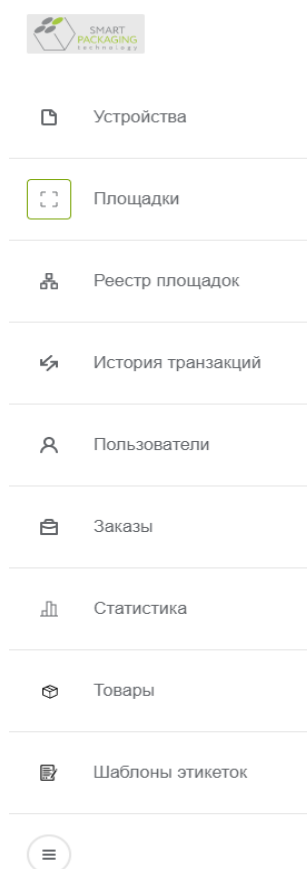 SMART
PACKAGING
technology
Устройства
Площадки
Реестр площадок
История транзакций
Пользователи
Заказы
Статистика
Товары
Шаблоны этикеток